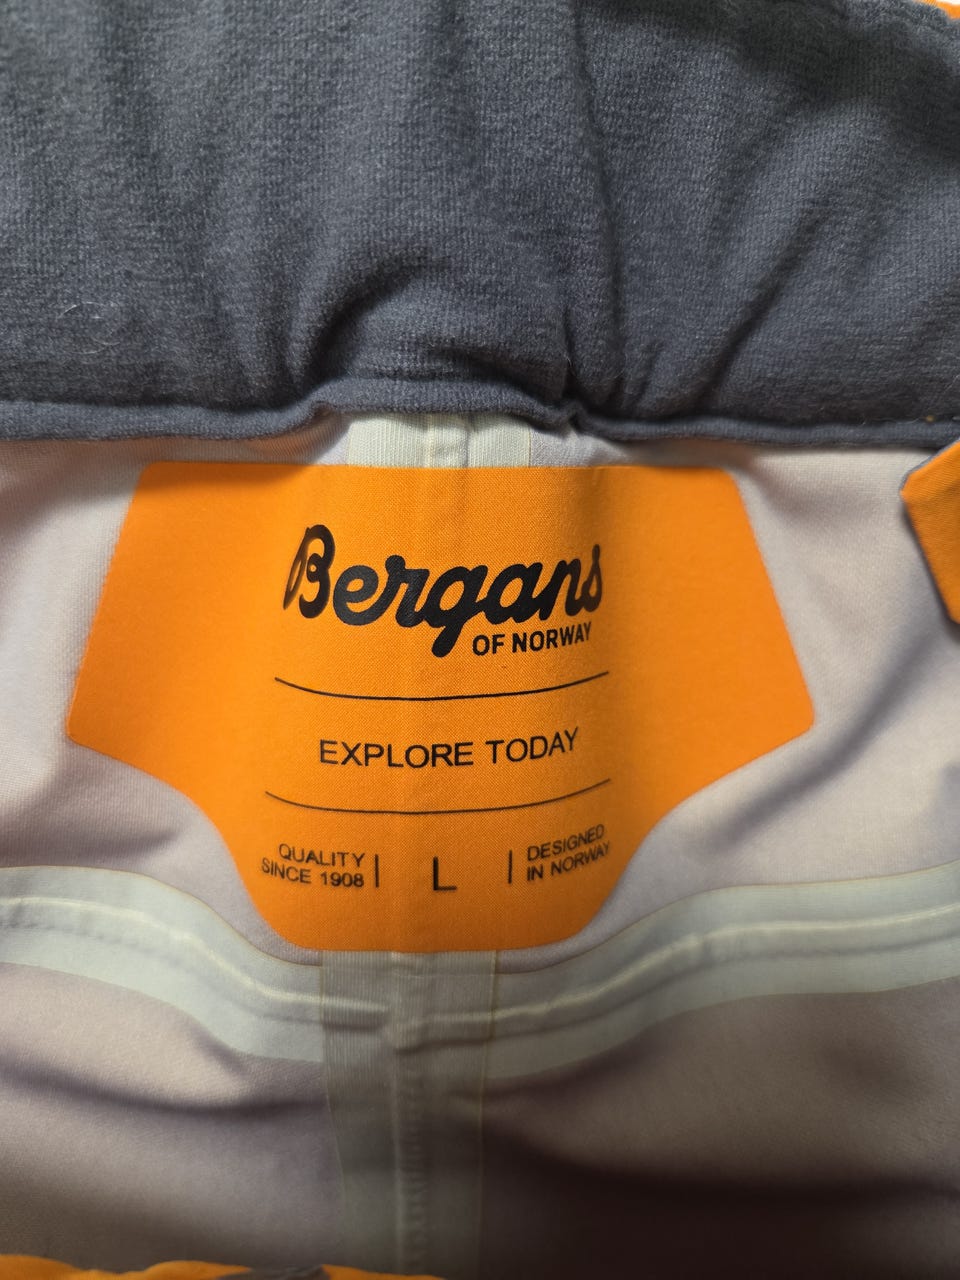 Bergans
OF NORWAY
EXPLORE TODAY
QUALITY
SINCE 1908
L
DESIGNED
IN NORWAY